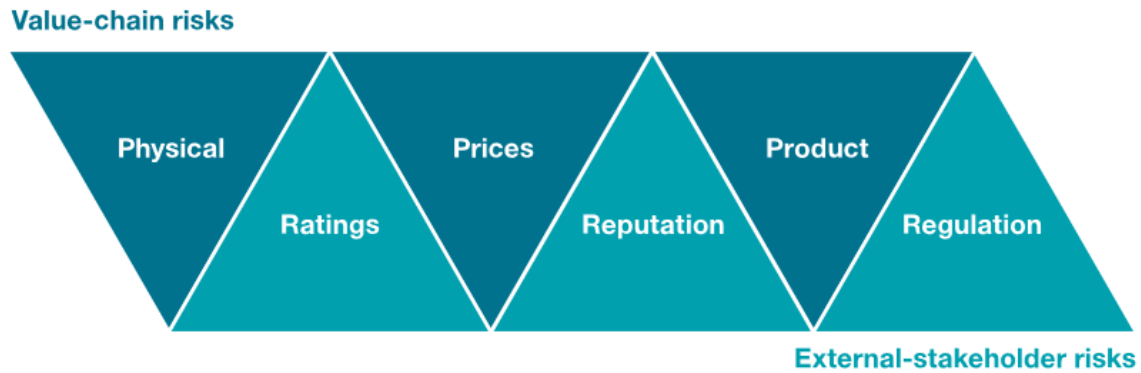 Value-chain risks
Physical
Prices
Product
Ratings
Reputation
Regulation
External-stakeholder risks